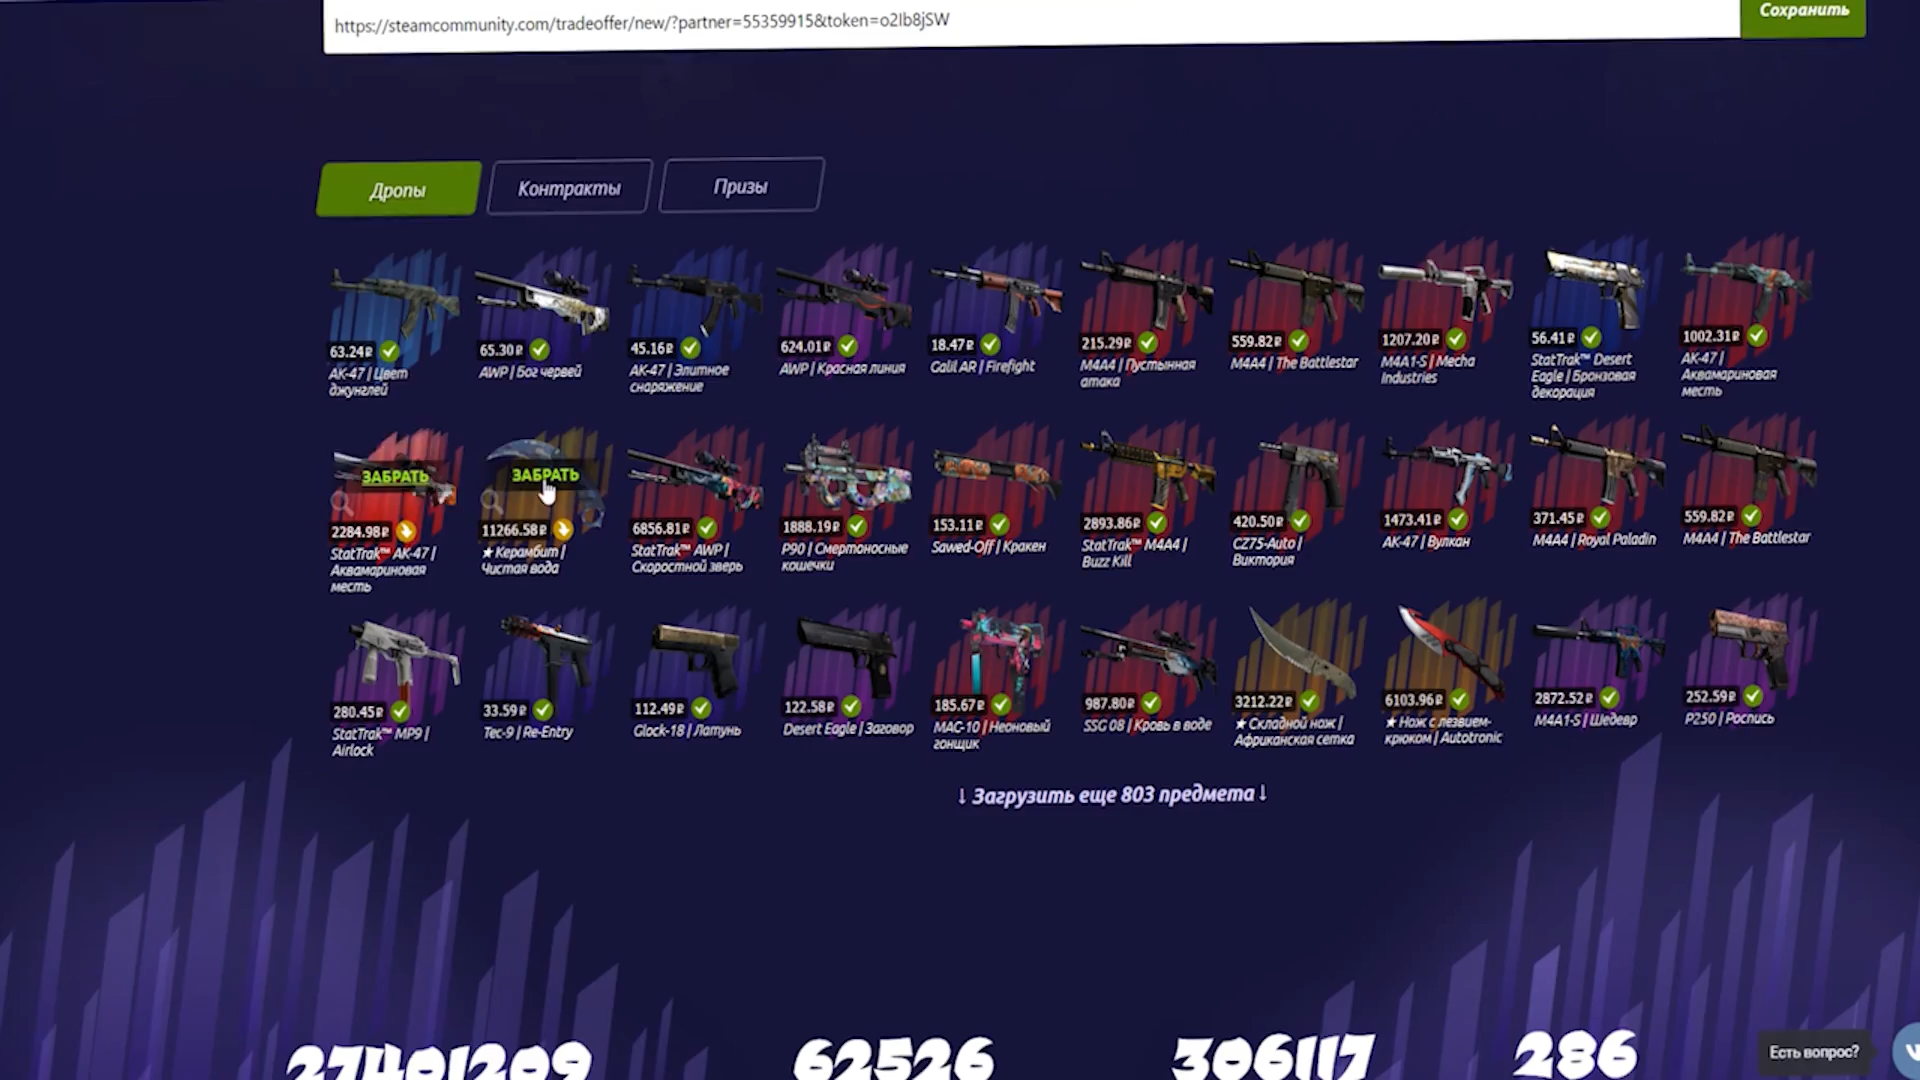 https://steamcommunity.com/tradeoffer/new/?partner=55359915&token=o2Ib8jSW
Сохранить
Дропы
Контракты
Призы
63.24₽
АК-47 | Цвет
джунглей
65.30₽
AWP | Бог червей
45.16₽
АК-47 | Элитное
снаряжение
624.01₽
AWP | Красная линия
18.47₽
Galil AR | Firefight
215.29₽
M4A4 | Пустынная
атака
559.82₽
M4A4 | The Battlestar
1207.20₽
M4A1-S | Mecha
Industries
56.41₽
StatTrak™ Desert
Eagle | Бронзовая
декорация
1002.31₽
АК-47 |
Аквамариновая
месть
ЗАБРАТЬ
2284.98₽
StatTrak™ АК-47 |
Аквамариновая
месть
ЗАБРАТЬ
11266.58₽
★ Керамбит |
Чистая вода
6856.81₽
StatTrak™ AWP |
Скоростной зверь
1888.19₽
P90 | Смертоносные
кошечки
153.11₽
Sawed-Off | Кракен
2893.86₽
StatTrak™ M4A4 |
Buzz Kill
420.50₽
CZ75-Auto |
Виктория
1473.41₽
АК-47 | Вулкан
371.45₽
M4A4 | Royal Paladin
559.82₽
M4A4 | The Battlestar
280.45₽
StatTrak™ MP9 |
Airlock
33.59₽
Tec-9 | Re-Entry
112.49₽
Glock-18 | Латунь
122.58₽
Desert Eagle | Заговор
185.67₽
MAC-10 | Неоновый
гонщик
987.80₽
SSG 08 | Кровь в воде
3212.22₽
★ Складной нож |
Африканская сетка
6103.96₽
★ Нож с лезвием-
крюком | Autotronic
2872.52₽
M4A1-S | Шедевр
252.59₽
P250 | Роспись
↓ Загрузить еще 803 предмета ↓
27401209
62526
306117
286
Есть вопрос?